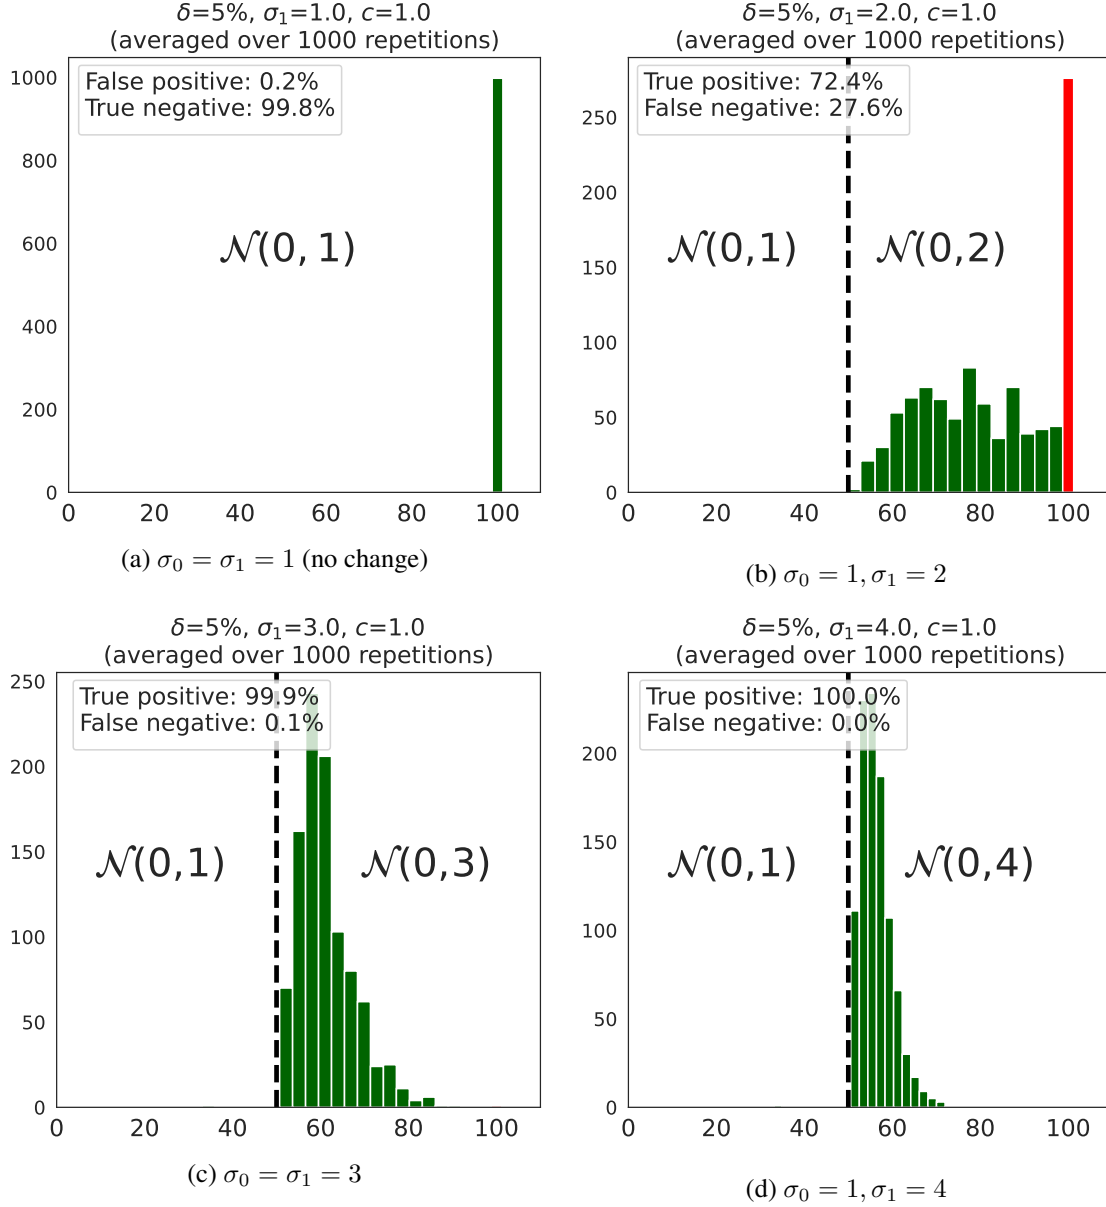 δ=5%, σ₁=1.0, c=1.0
(averaged over 1000 repetitions)
False positive: 0.2%
True negative: 99.8%
𝒩(0, 1)
1000
800
600
400
200
0
0 20 40 60 80 100
(a) σ₀ = σ₁ = 1 (no change)
δ=5%, σ₁=2.0, c=1.0
(averaged over 1000 repetitions)
True positive: 72.4%
False negative: 27.6%
𝒩(0,1) 𝒩(0,2)
250
200
150
100
50
0
0 20 40 60 80 100
(b) σ₀ = 1, σ₁ = 2
δ=5%, σ₁=3.0, c=1.0
(averaged over 1000 repetitions)
True positive: 99.9%
False negative: 0.1%
𝒩(0,1) 𝒩(0,3)
250
200
150
100
50
0
0 20 40 60 80 100
(c) σ₀ = σ₁ = 3
δ=5%, σ₁=4.0, c=1.0
(averaged over 1000 repetitions)
True positive: 100.0%
False negative: 0.0%
𝒩(0,1) 𝒩(0,4)
200
150
100
50
0
0 20 40 60 80 100
(d) σ₀ = 1, σ₁ = 4